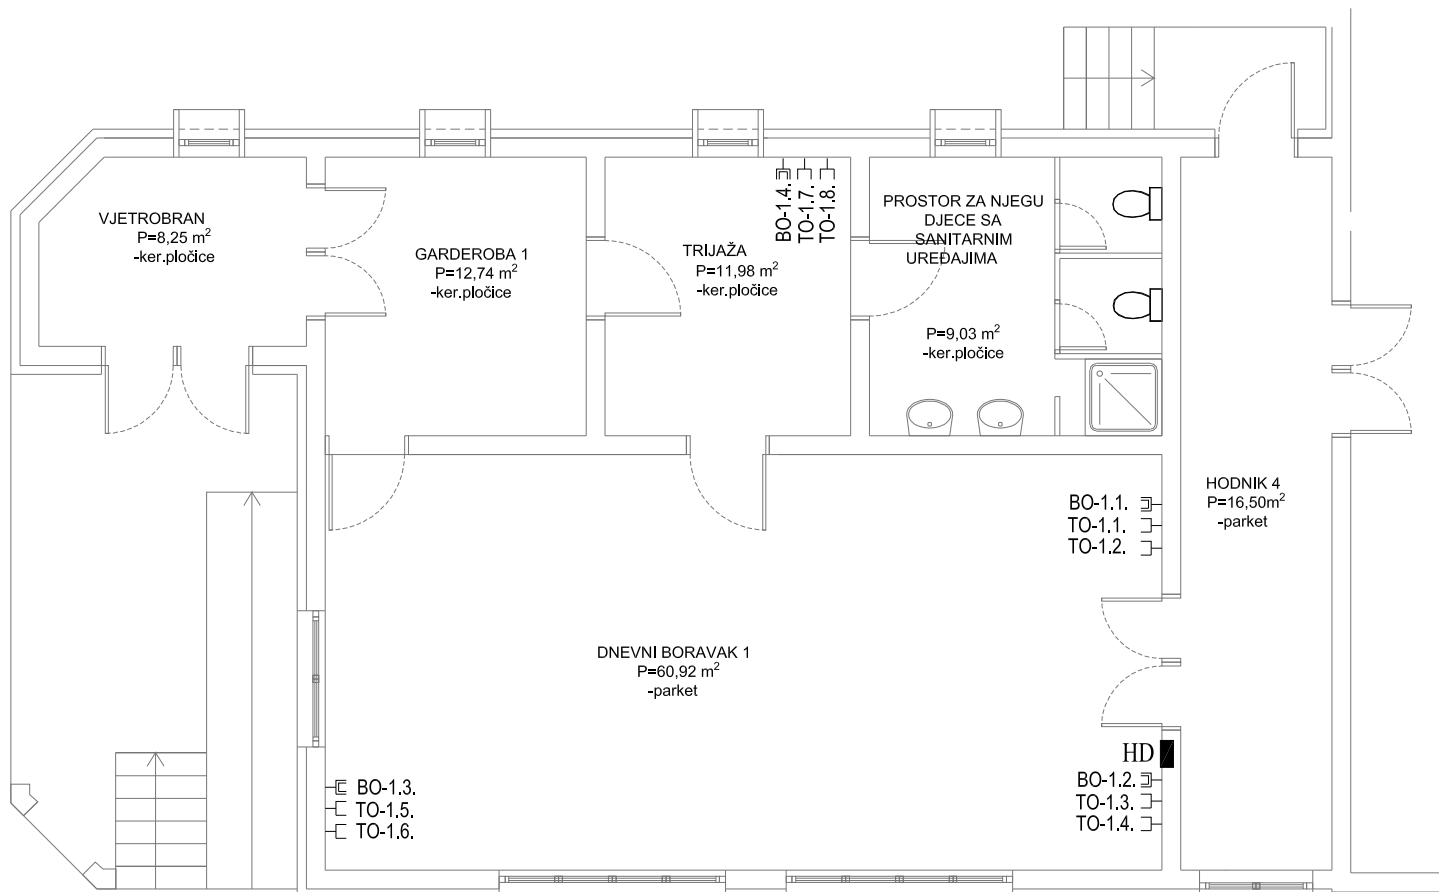 VJETROBRAN
P=8,25 m²
-ker.pločice
GARDEROBA 1
P=12,74 m²
-ker.pločice
TRIJAŽA
P=11,98 m²
-ker.pločice
BO-1.4.
TO-1.7.
TO-1.8.
PROSTOR ZA NJEGU
DJECE SA
SANITARNIM
UREĐAJIMA
P=9,03 m²
-ker.pločice
HODNIK 4
P=16,50m²
-parket
BO-1.1.
TO-1.1.
TO-1.2.
DNEVNI BORAVAK 1
P=60,92 m²
-parket
HD
BO-1.2.
TO-1.3.
TO-1.4.
BO-1.3.
TO-1.5.
TO-1.6.